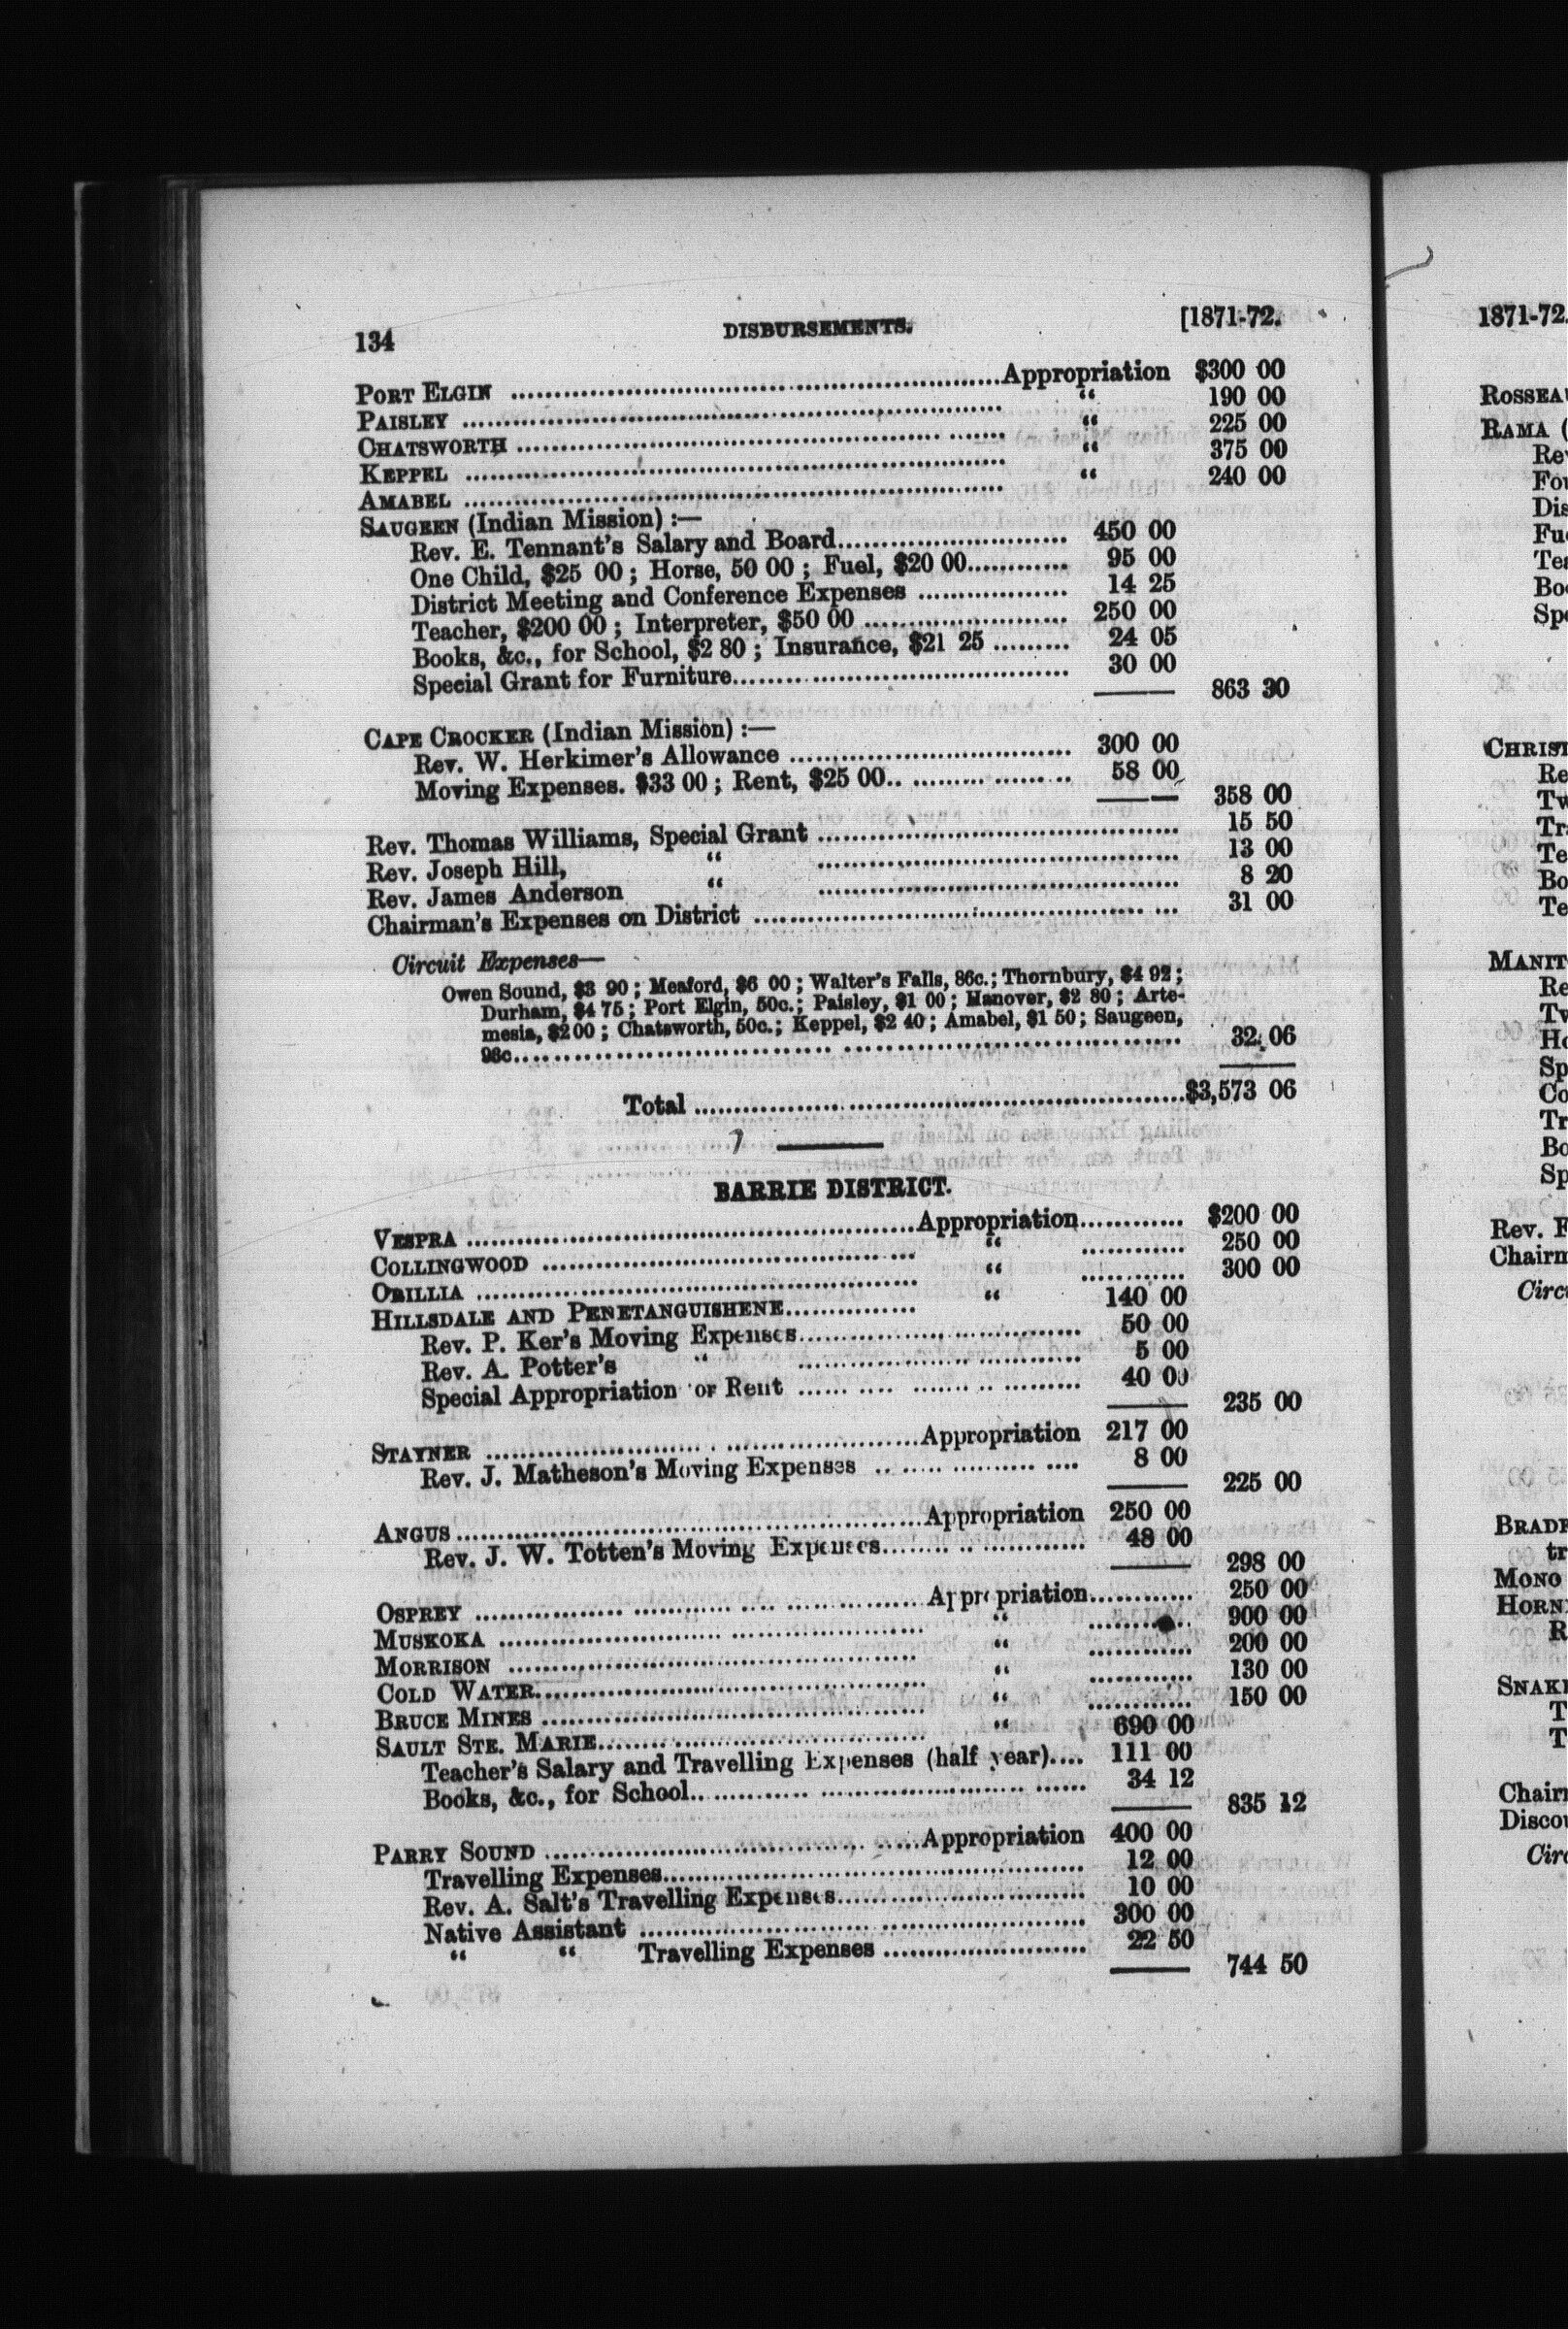 134 DISBURSEMENTS. [1871-72.
PORT ELGIN ........ Appropriation $300 00
PAISLEY ........ “ 190 00
CHATSWORTH ........ “ 225 00
KEPPEL ........ “ 375 00
AMABEL ........ “ 240 00
SAUGEEN (Indian Mission) :—
Rev. E. Tennant's Salary and Board........ 450 00
One Child, $25 00 ; Horse, 50 00 ; Fuel, $20 00........ 95 00
District Meeting and Conference Expenses ........ 14 25
Teacher, $200 00 ; Interpreter, $50 00 ........ 250 00
Books, &c., for School, $2 80 ; Insurance, $21 25 ........ 24 05
Special Grant for Furniture........ 30 00
863 30
CAPE CROCKER (Indian Mission) :—
Rev. W. Herkimer's Allowance ........ 300 00
Moving Expenses. $33 00 ; Rent, $25 00........ 58 00
358 00
Rev. Thomas Williams, Special Grant ........ 15 50
Rev. Joseph Hill, “ ........ 13 00
Rev. James Anderson “ ........ 8 20
Chairman's Expenses on District ........ 31 00
Circuit Expenses—
Owen Sound, $3 90 ; Meaford, $6 00 ; Walter's Falls, 86c. ; Thornbury, $4 92 ;
Durham, $4 75 ; Port Elgin, 50c. ; Paisley, $1 00 ; Hanover, $2 80 ; Arte-
mesia, $2 00 ; Chatsworth, 50c. ; Keppel, $2 40 ; Amabel, $1 50 ; Saugeen,
93c........ 32 06
Total ........ $3,573 06
BARRIE DISTRICT.
VESPRA ........ Appropriation........ $200 00
COLLINGWOOD ........ “ ........ 250 00
ORILLIA ........ “ ........ 300 00
HILLSDALE AND PENETANGUISHENE........ “ 140 00
Rev. P. Ker's Moving Expenses........ 50 00
Rev. A. Potter's “ ........ 5 00
Special Appropriation or Rent ........ 40 00
235 00
STAYNER ........ Appropriation 217 00
Rev. J. Matheson's Moving Expenses ........ 8 00
225 00
ANGUS ........ Appropriation 250 00
Rev. J. W. Totten's Moving Expenses........ 48 00
298 00
OSPREY ........ Appropriation........ 250 00
MUSKOKA ........ “ ........ 900 00
MORRISON ........ “ ........ 200 00
COLD WATER........ “ ........ 130 00
BRUCE MINES ........ “ ........ 150 00
SAULT STE. MARIE........ “ 690 00
Teacher's Salary and Travelling Expenses (half year).... 111 00
Books, &c., for School........ 34 12
835 12
PARRY SOUND ........ Appropriation 400 00
Travelling Expenses........ 12 00
Rev. A. Salt's Travelling Expenses........ 10 00
Native Assistant ........ 300 00
“ “ Travelling Expenses ........ 22 50
744 50
1871-72
RAMA (
MONO
Rev. F